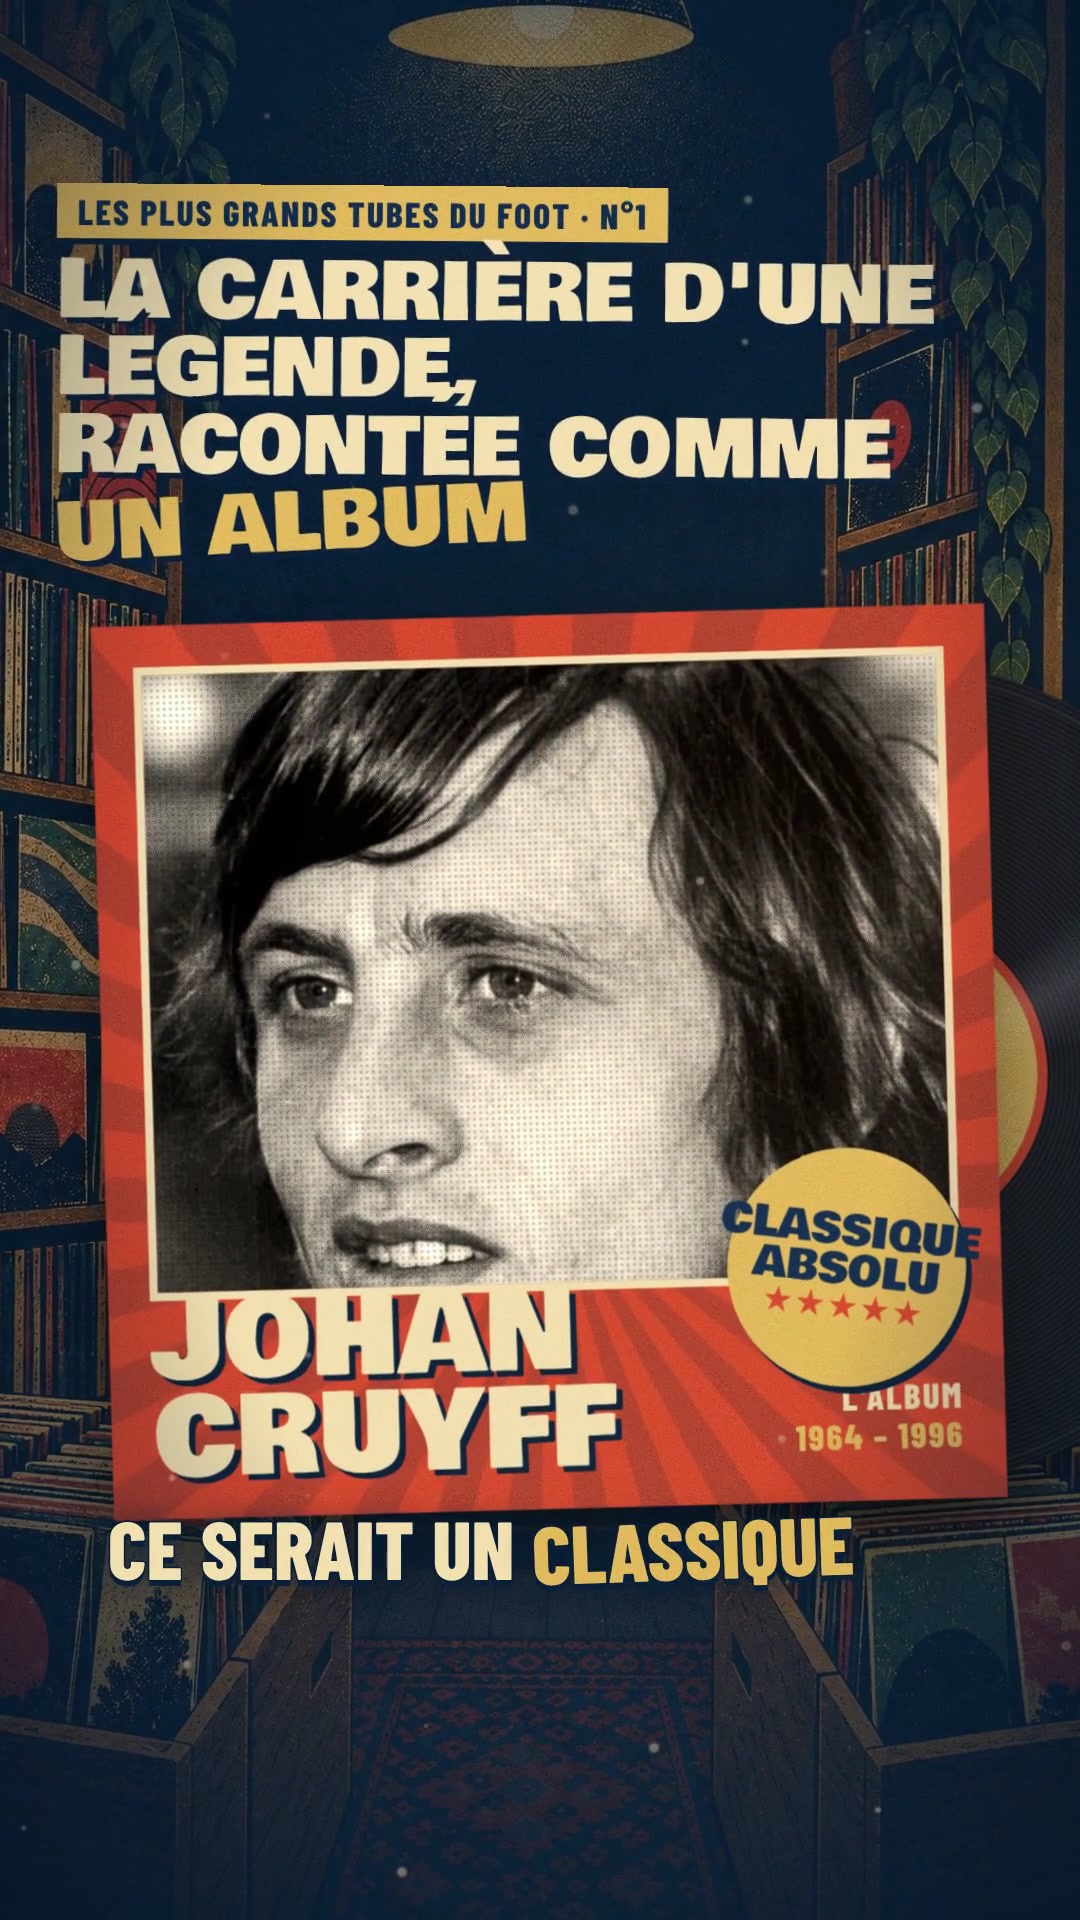 LES PLUS GRANDS TUBES DU FOOT · N°1
LA CARRIÈRE D'UNE
LÉGENDE,
RACONTÉE COMME
UN ALBUM
CLASSIQUE
ABSOLU
★★★★★
JOHAN
CRUYFF
L'ALBUM
1964 – 1996
CE SERAIT UN CLASSIQUE